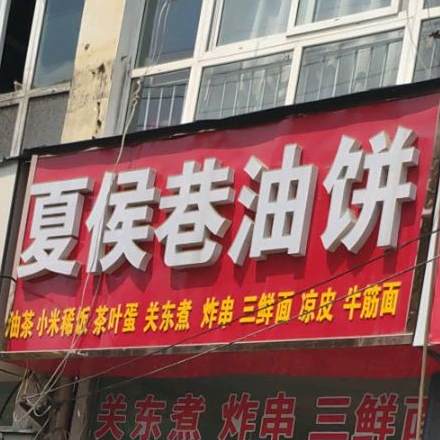 夏侯巷油饼
油茶 小米稀饭 茶叶蛋 关东煮 炸串 三鲜面 凉皮 牛筋面
关东煮 炸串 三鲜面